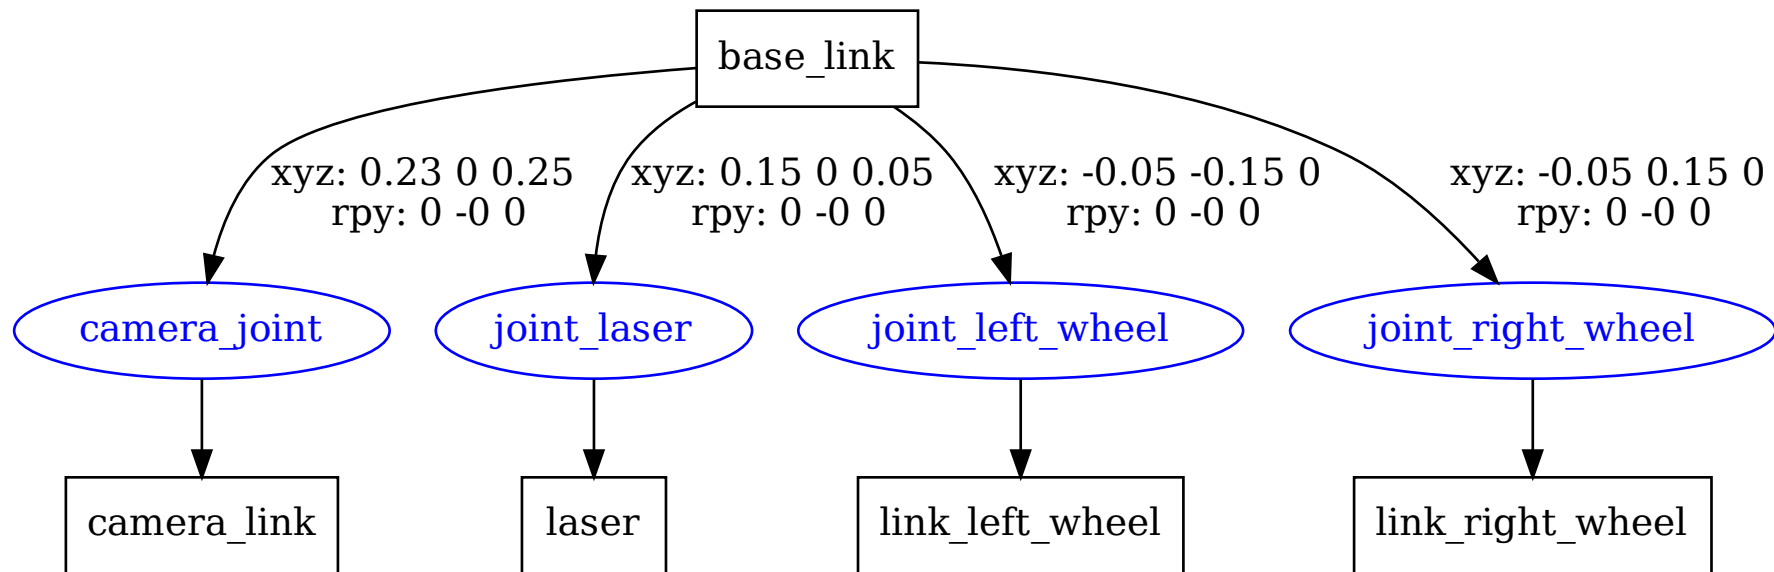 base_link
xyz: 0.23 0 0.25
rpy: 0 -0 0
xyz: 0.15 0 0.05
rpy: 0 -0 0
xyz: -0.05 -0.15 0
rpy: 0 -0 0
xyz: -0.05 0.15 0
rpy: 0 -0 0
camera_joint
joint_laser
joint_left_wheel
joint_right_wheel
camera_link
laser
link_left_wheel
link_right_wheel